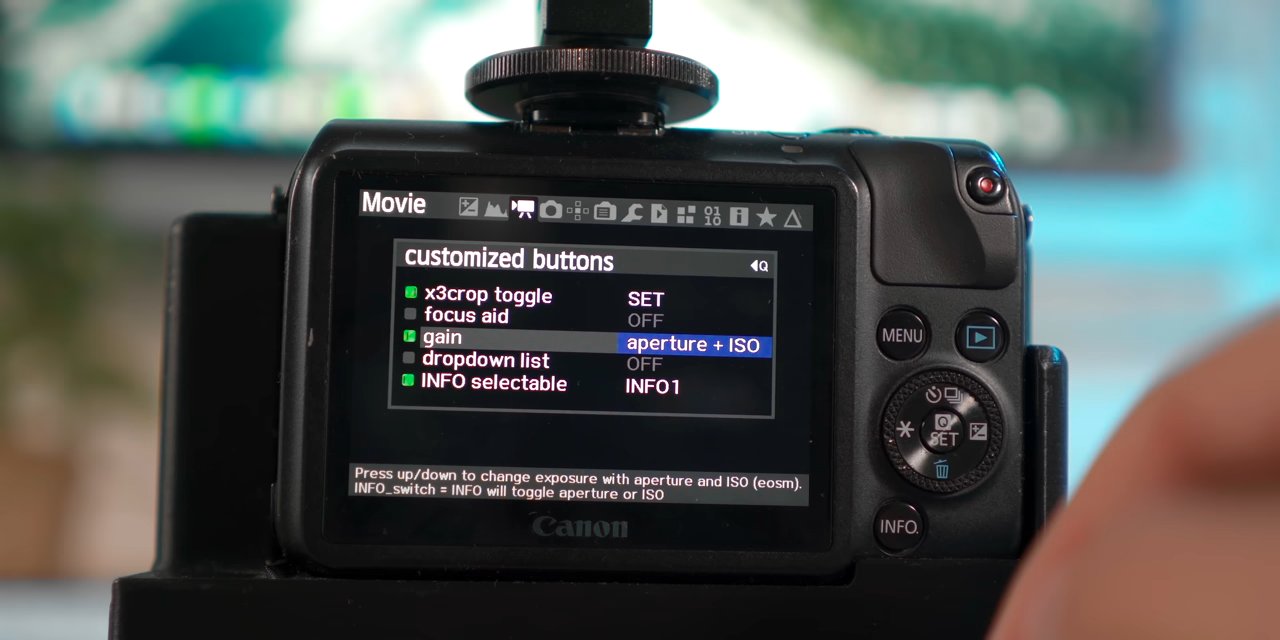 Movie
01
10
customized buttons
Q
x3crop toggle SET
focus aid OFF
gain aperture + ISO
dropdown list OFF
INFO selectable INFO1
Press up/down to change exposure with aperture and ISO (eosm).
INFO_switch = INFO will toggle aperture or ISO
Canon
MENU
Q
SET
INFO.